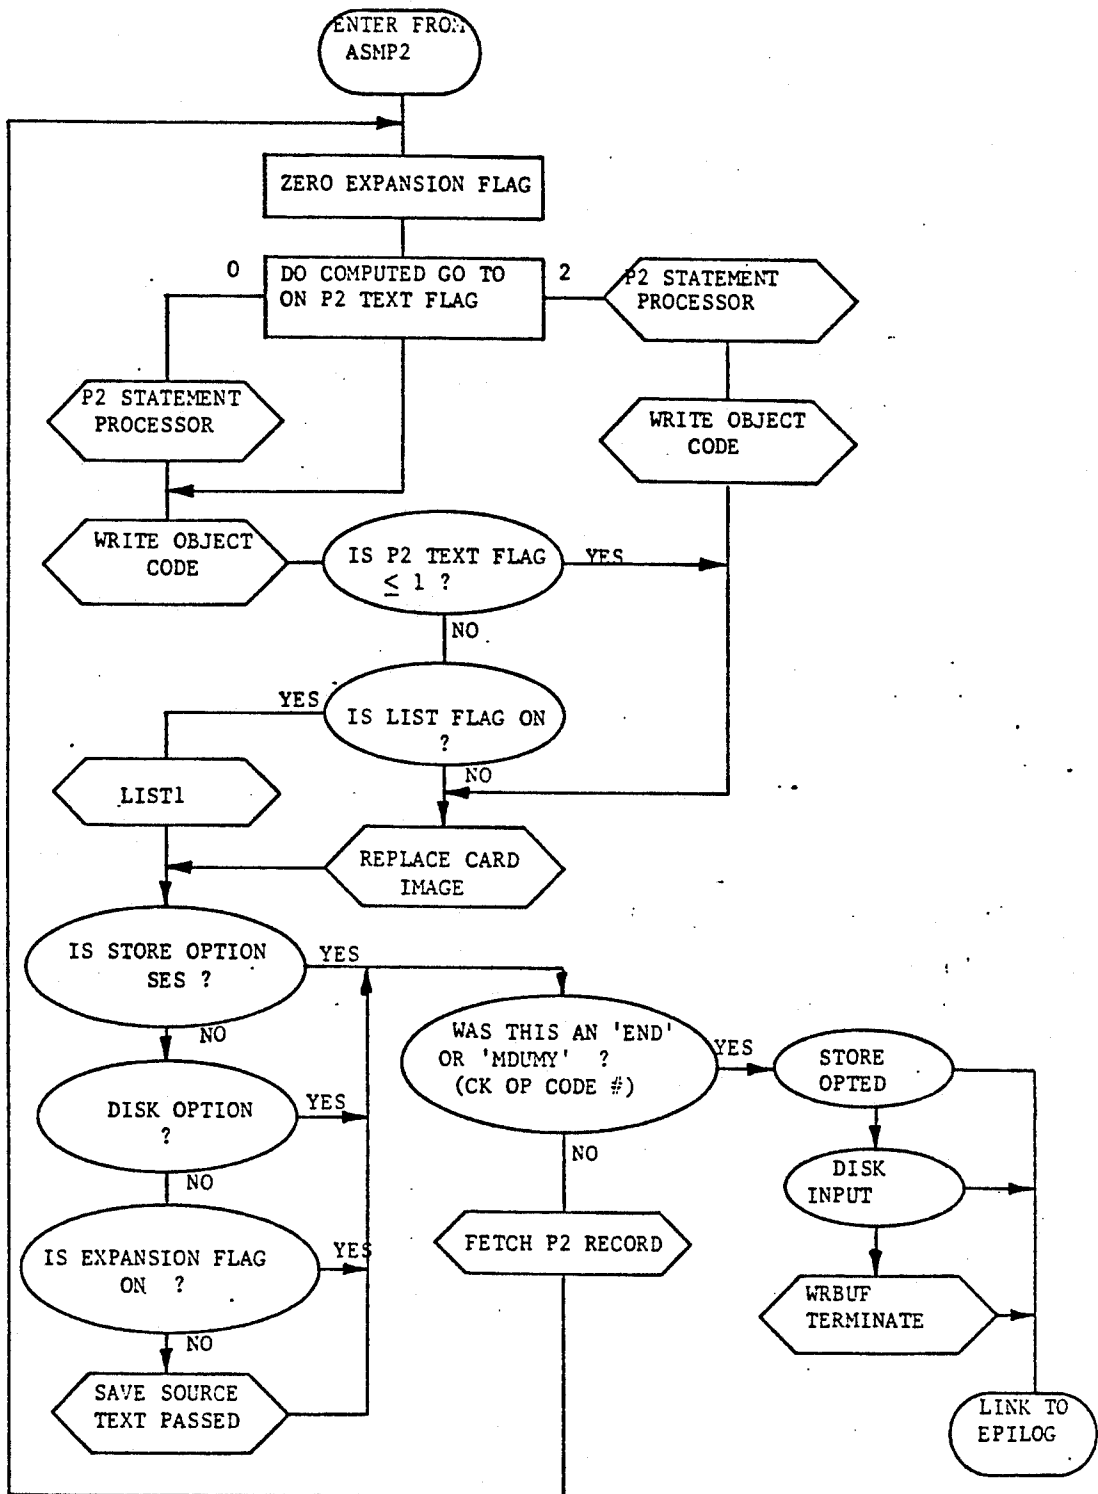 ENTER FROM
ASMP2
ZERO EXPANSION FLAG
0
DO COMPUTED GO TO
ON P2 TEXT FLAG
2
P2 STATEMENT
PROCESSOR
P2 STATEMENT
PROCESSOR
WRITE OBJECT
CODE
WRITE OBJECT
CODE
IS P2 TEXT FLAG
≤ 1 ?
YES
NO
YES
IS LIST FLAG ON
?
NO
LIST1
REPLACE CARD
IMAGE
IS STORE OPTION
SES ?
YES
NO
WAS THIS AN 'END'
OR 'MDUMY' ?
(CK OP CODE #)
YES
STORE
OPTED
DISK OPTION
?
YES
NO
NO
DISK
INPUT
IS EXPANSION FLAG
ON ?
YES
NO
FETCH P2 RECORD
WRBUF
TERMINATE
SAVE SOURCE
TEXT PASSED
LINK TO
EPILOG